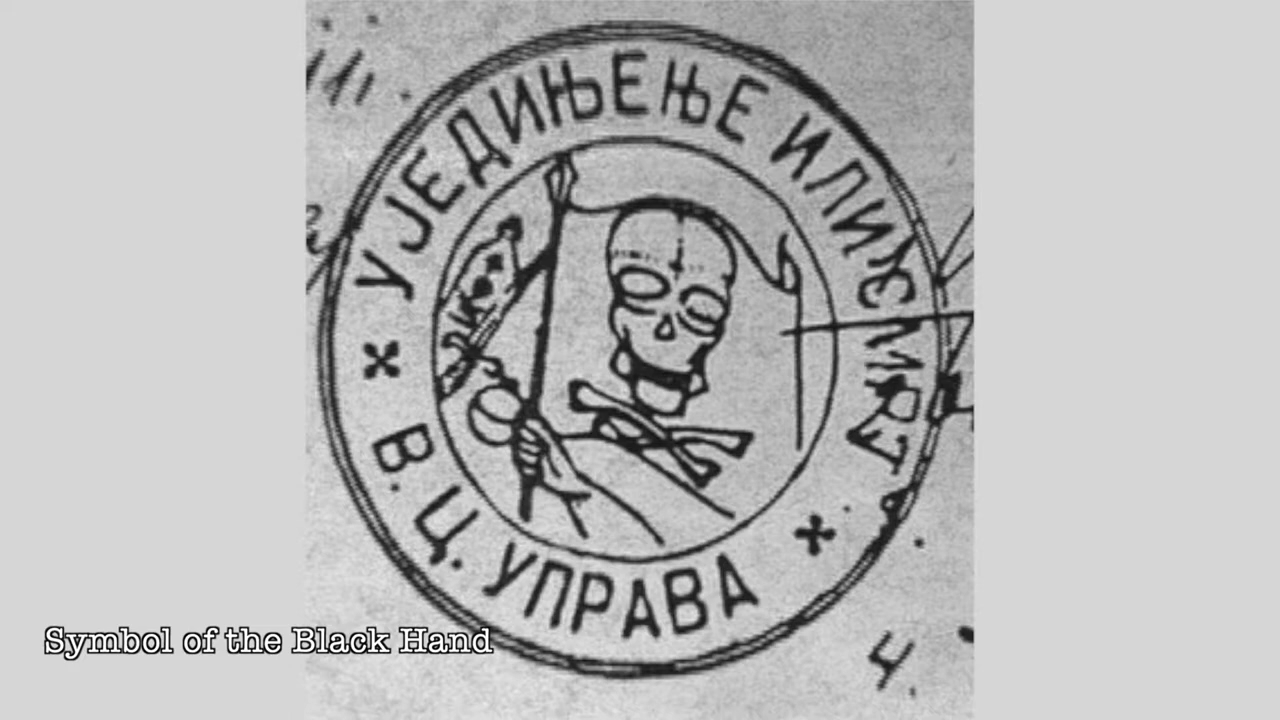 УЈЕДИЊЕЊЕ ИЛИ СМРТ
В. Ц. УПРАВА
Symbol of the Black Hand